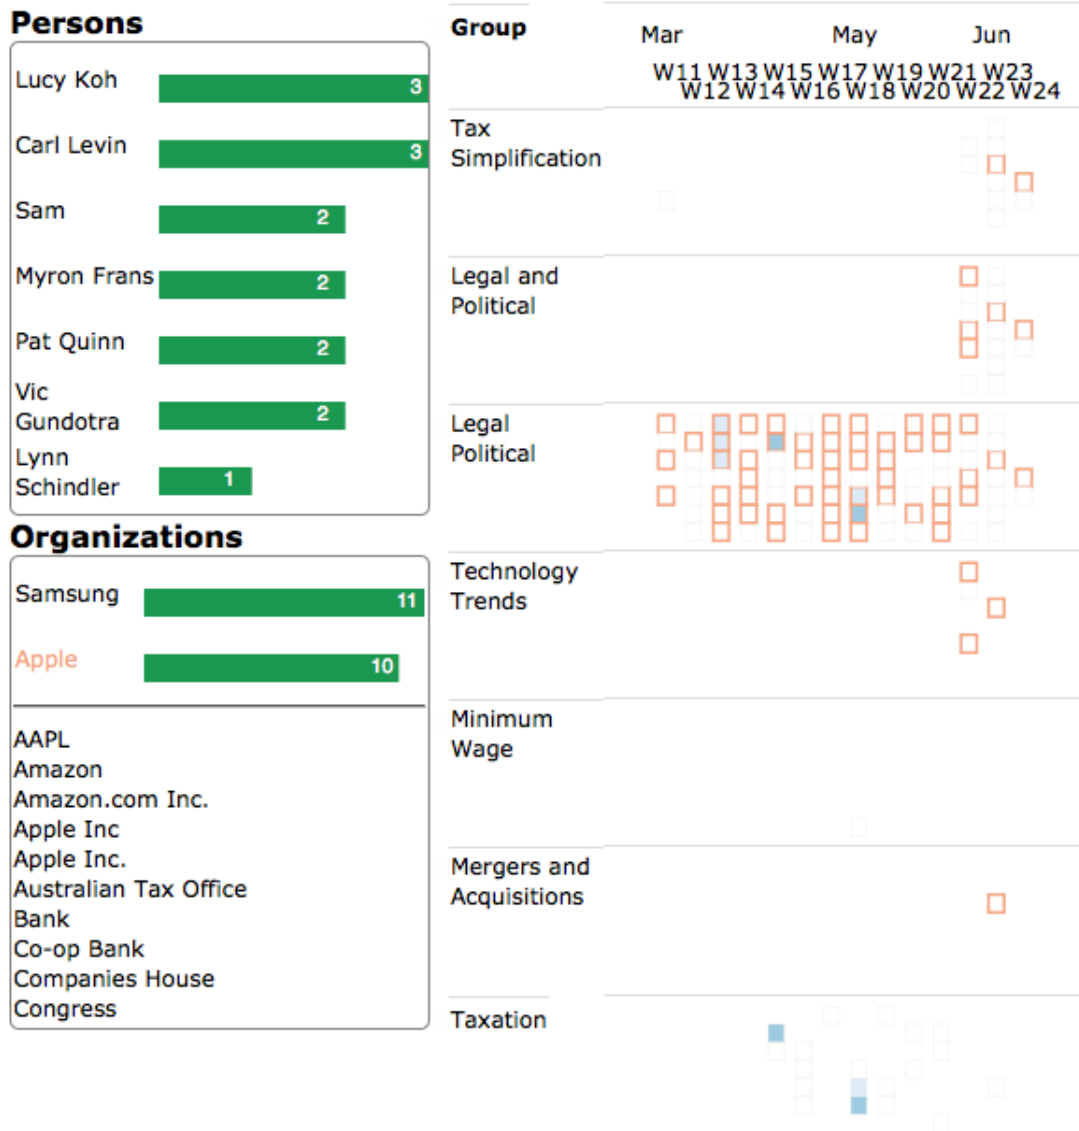 Persons
Lucy Koh
3
Carl Levin
3
Sam
2
Myron Frans
2
Pat Quinn
2
Vic
Gundotra
2
Lynn
Schindler
1
Organizations
Samsung
11
Apple
10
AAPL
Amazon
Amazon.com Inc.
Apple Inc
Apple Inc.
Australian Tax Office
Bank
Co-op Bank
Companies House
Congress
Group
Mar May Jun
W11 W13 W15 W17 W19 W21 W23
W12 W14 W16 W18 W20 W22 W24
Tax
Simplification
Legal and
Political
Legal
Political
Technology
Trends
Minimum
Wage
Mergers and
Acquisitions
Taxation